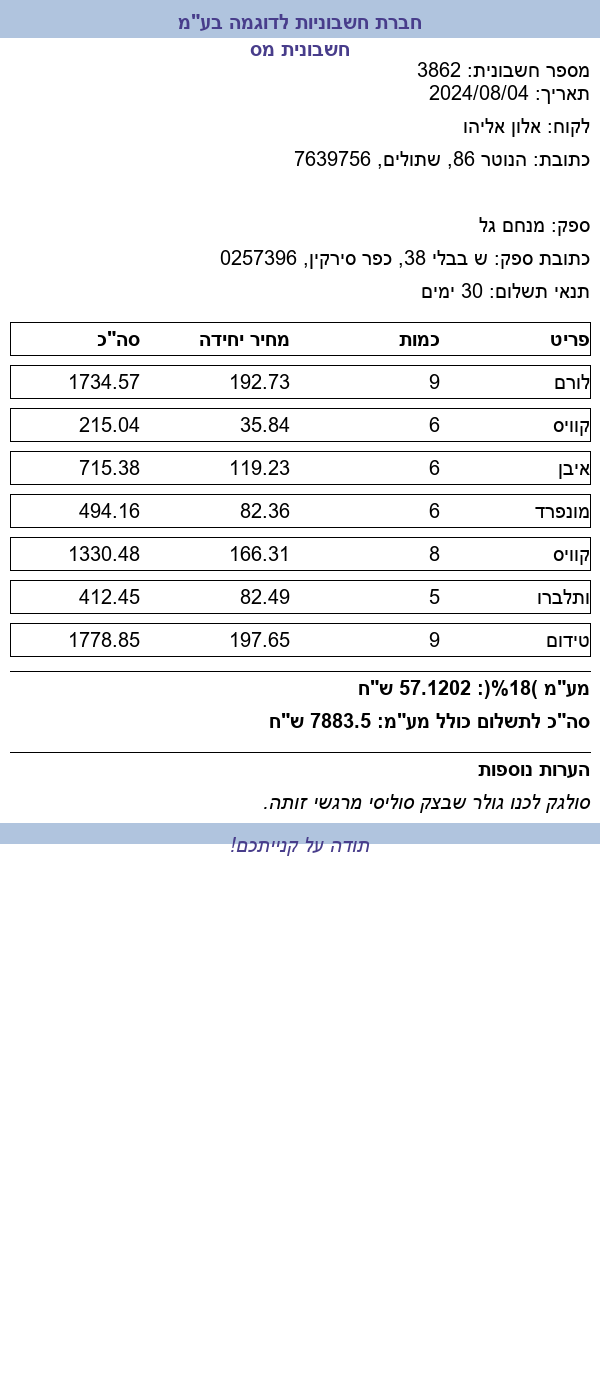 חברת חשבוניות לדוגמה בע"מ
חשבונית מס
מספר חשבונית: 3862
תאריך: 2024/08/04
לקוח: אלון אליהו
כתובת: הנוטר 86, שתולים, 7639756
ספק: מנחם גל
כתובת ספק: ש בבלי 38, כפר סירקין, 0257396
תנאי תשלום: 30 ימים
פריט כמות מחיר יחידה סה"כ
לורם 9 192.73 1734.57
קוויס 6 35.84 215.04
איבן 6 119.23 715.38
מונפרד 6 82.36 494.16
קוויס 8 166.31 1330.48
ותלברו 5 82.49 412.45
טידום 9 197.65 1778.85
מע"מ )18%(: 57.1202 ש"ח
סה"כ לתשלום כולל מע"מ: 7883.5 ש"ח
הערות נוספות
סולגק לכנו גולר שבצק סוליסי מרגשי זותה.
תודה על קנייתכם!